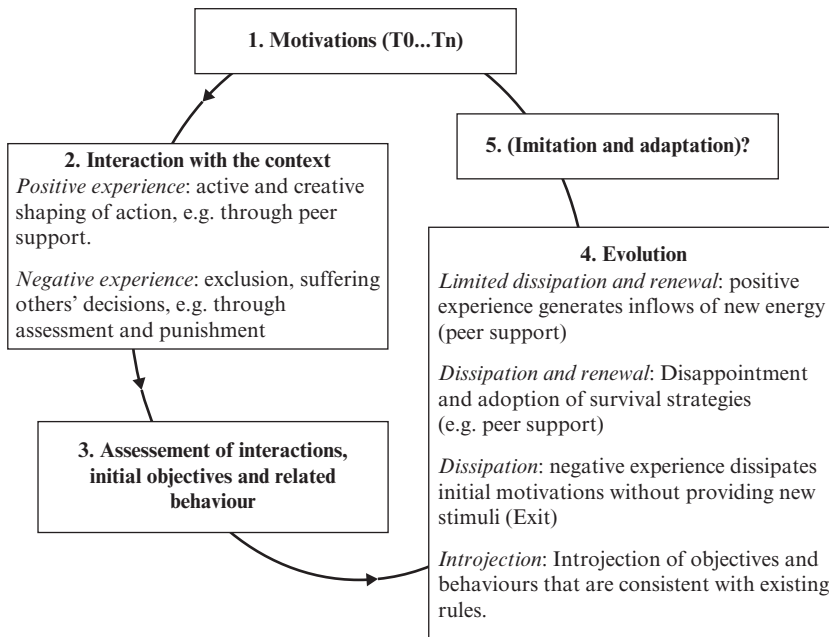 1. Motivations (T0...Tn)
2. Interaction with the context
Positive experience: active and creative
shaping of action, e.g. through peer
support.
Negative experience: exclusion, suffering
others’ decisions, e.g. through
assessment and punishment
3. Assessement of interactions,
initial objectives and related
behaviour
4. Evolution
Limited dissipation and renewal: positive
experience generates inflows of new energy
(peer support)
Dissipation and renewal: Disappointment
and adoption of survival strategies
(e.g. peer support)
Dissipation: negative experience dissipates
initial motivations without providing new
stimuli (Exit)
Introjection: Introjection of objectives and
behaviours that are consistent with existing
rules.
5. (Imitation and adaptation)?